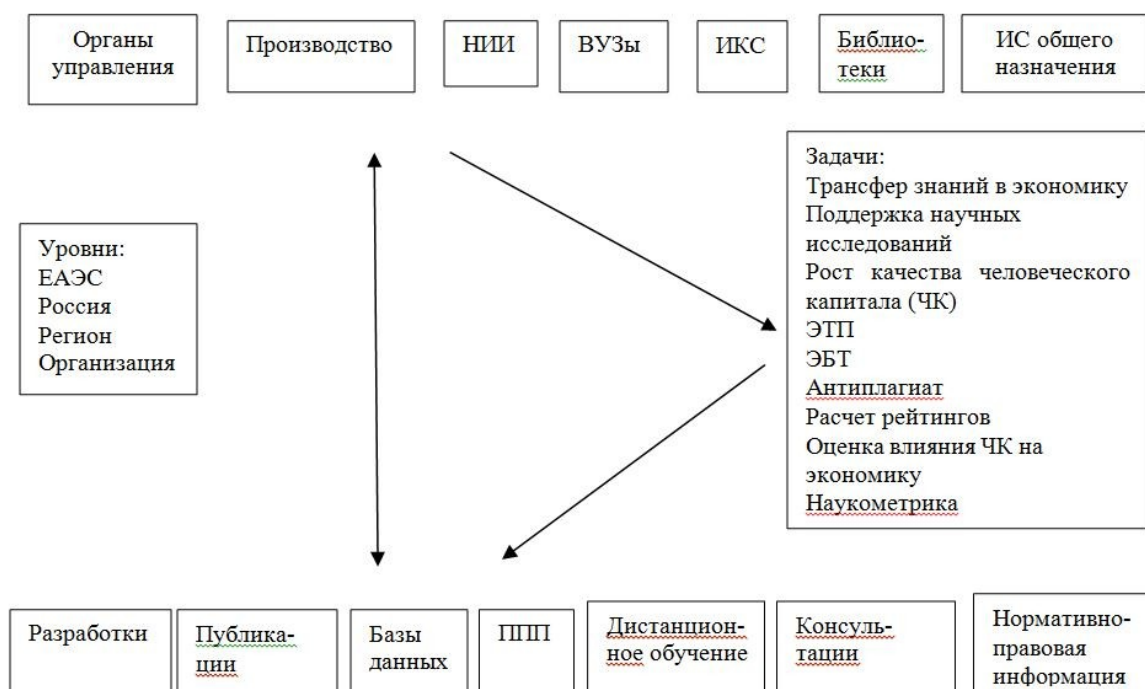 Органы
управления
Производство
НИИ
ВУЗы
ИКС
Библио-
теки
ИС общего
назначения
Задачи:
Трансфер знаний в экономику
Поддержка научных
исследований
Рост качества человеческого
капитала (ЧК)
ЭТП
ЭБТ
Антиплагиат
Расчет рейтингов
Оценка влияния ЧК на
экономику
Наукометрика
Уровни:
ЕАЭС
Россия
Регион
Организация
Разработки
Публика-
ции
Базы
данных
ППП
Дистанцион-
ное обучение
Консуль-
тации
Нормативно-
правовая
информация